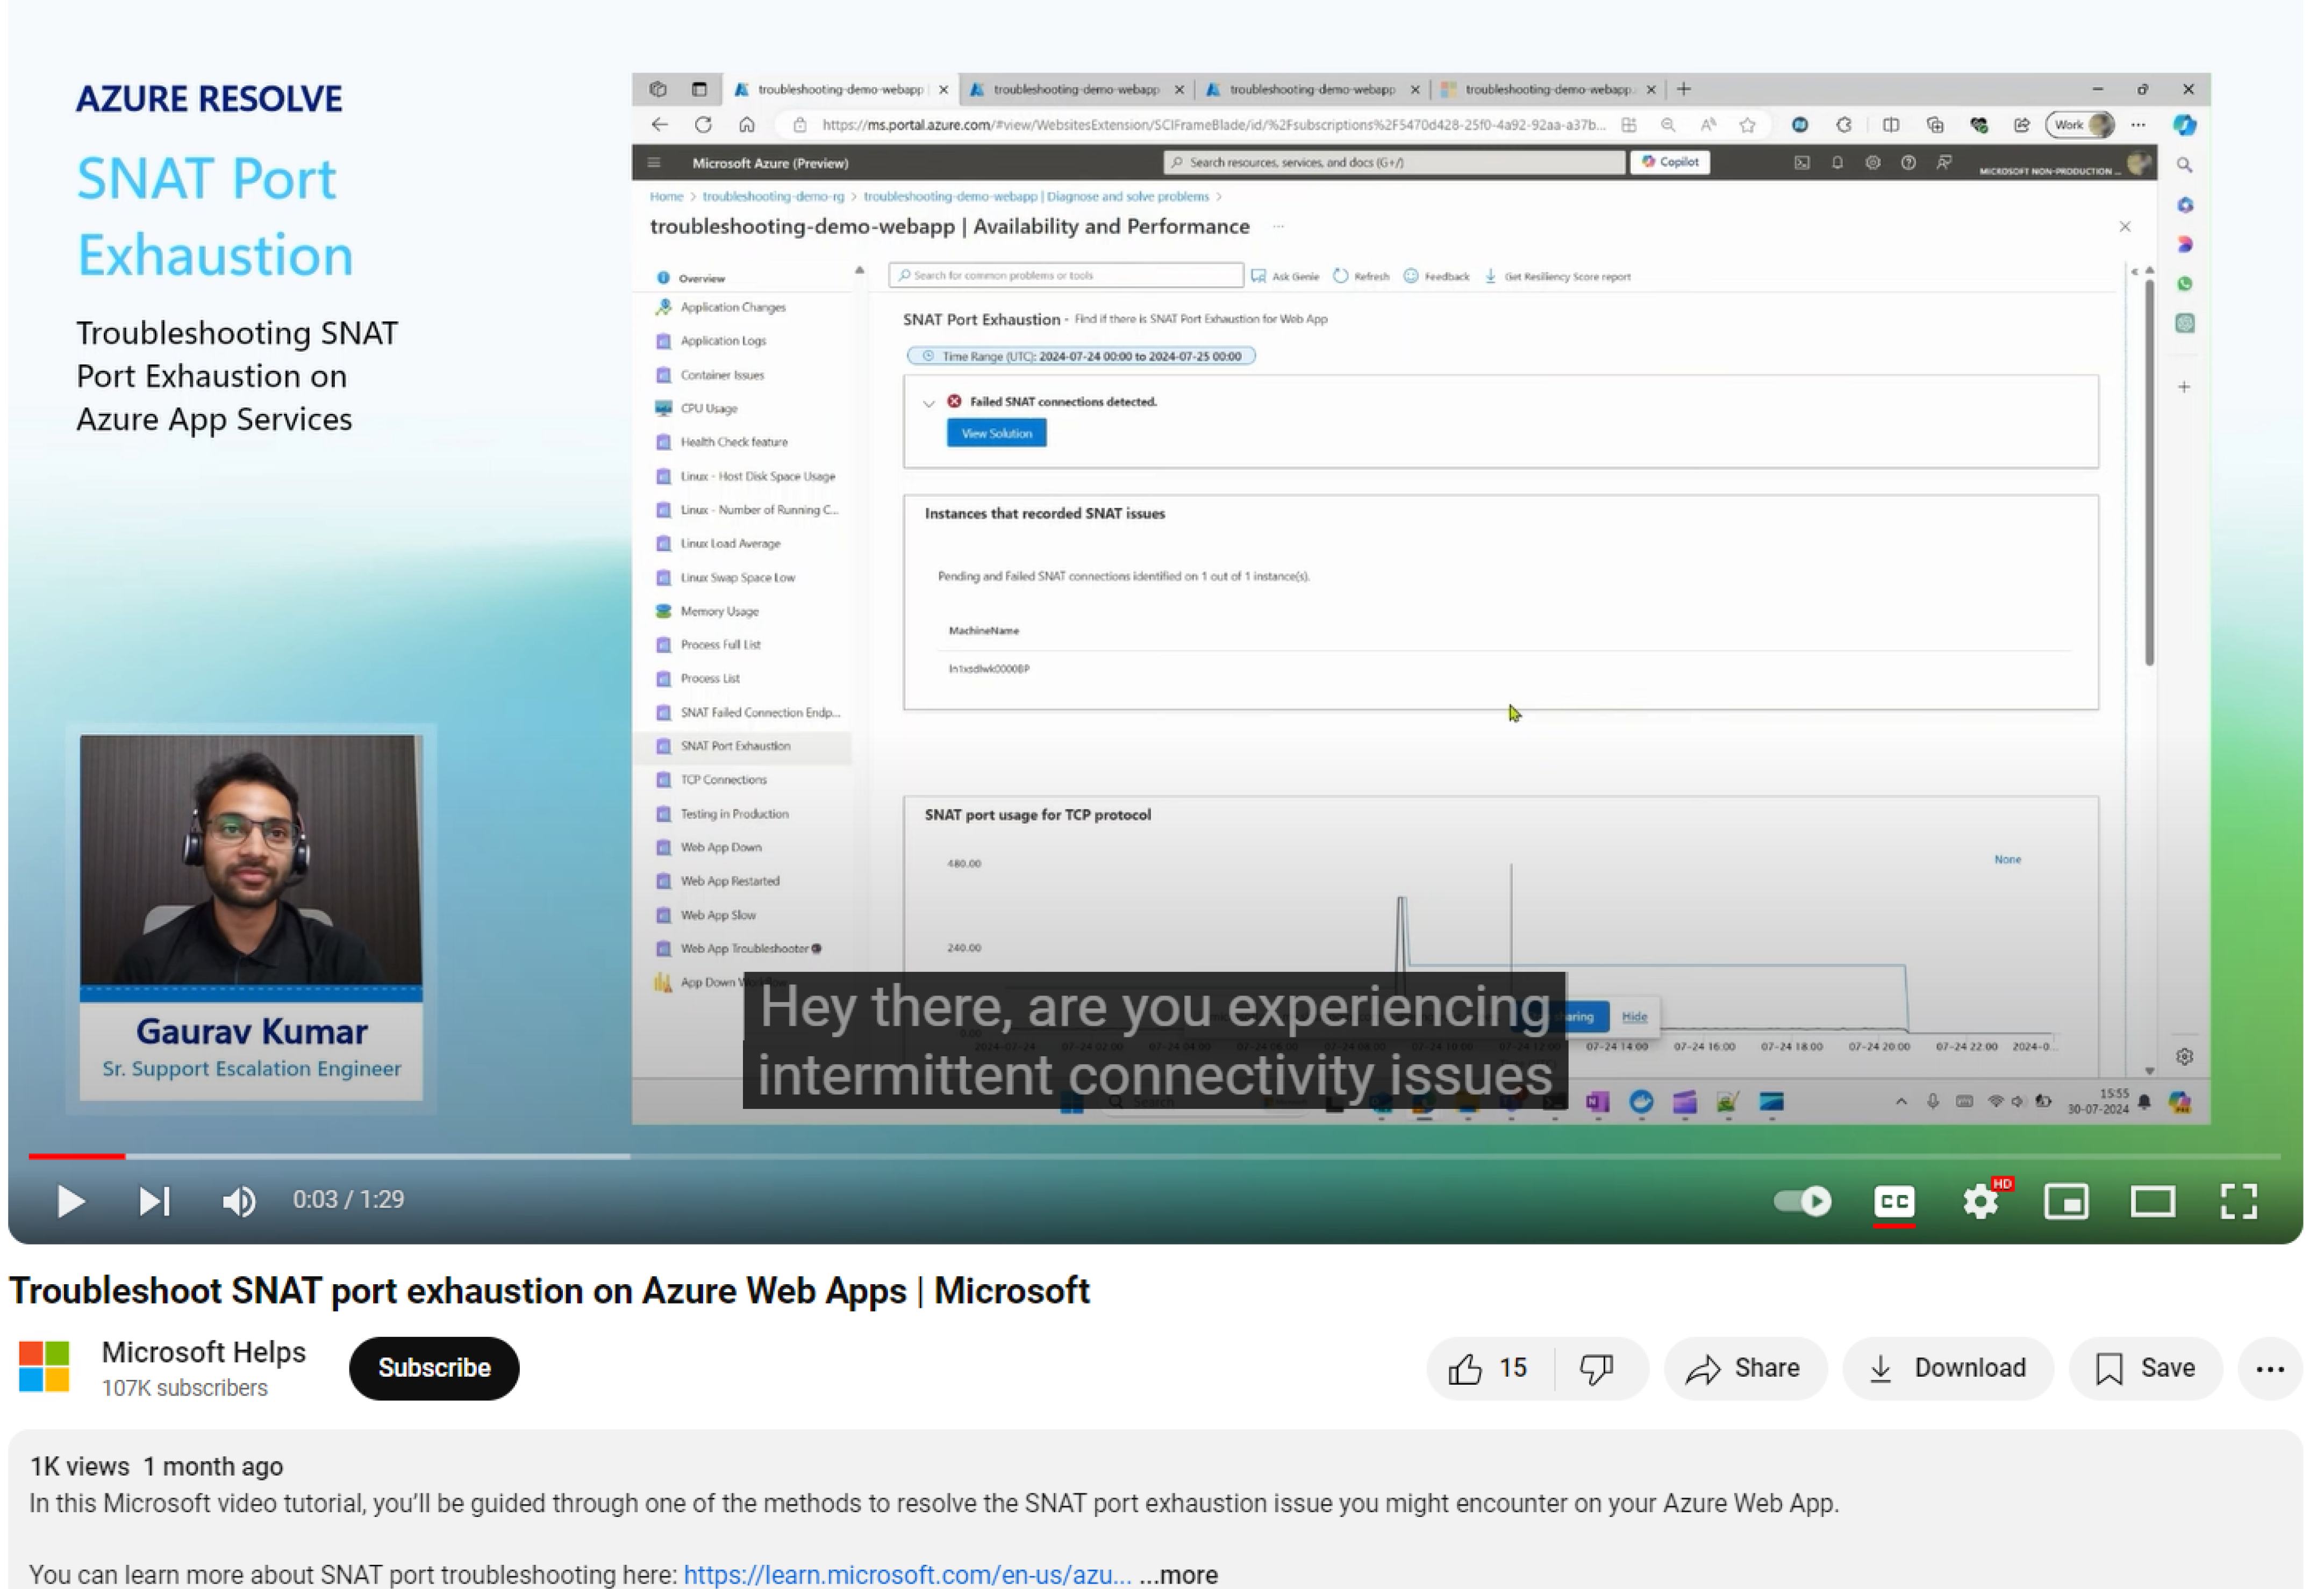 AZURE RESOLVE
SNAT Port
Exhaustion
Troubleshooting SNAT
Port Exhaustion on
Azure App Services
Gaurav Kumar
Sr. Support Escalation Engineer
troubleshooting-demo-webapp
troubleshooting-demo-webapp
troubleshooting-demo-webapp
troubleshooting-demo-webapp
https://ms.portal.azure.com/#view/WebsitesExtension/SCIFrameBlade/id/%2Fsubscriptions%2F5470d428-25f0-4a92-92aa-a37b...
Work
Microsoft Azure (Preview)
Search resources, services, and docs (G+/)
Copilot
MICROSOFT NON-PRODUCTION ...
Home > troubleshooting-demo-rg > troubleshooting-demo-webapp | Diagnose and solve problems >
troubleshooting-demo-webapp | Availability and Performance ...
Overview
Application Changes
Application Logs
Container Issues
CPU Usage
Health Check feature
Linux - Host Disk Space Usage
Linux - Number of Running C...
Linux Load Average
Linux Swap Space Low
Memory Usage
Process Full List
Process List
SNAT Failed Connection Endp...
SNAT Port Exhaustion
TCP Connections
Testing in Production
Web App Down
Web App Restarted
Web App Slow
Web App Troubleshooter
App Down
Search for common problems or tools
Ask Genie Refresh Feedback Get Resiliency Score report
SNAT Port Exhaustion - Find if there is SNAT Port Exhaustion for Web App
Time Range (UTC): 2024-07-24 00:00 to 2024-07-25 00:00
Failed SNAT connections detected.
View Solution
Instances that recorded SNAT issues
Pending and Failed SNAT connections identified on 1 out of 1 instance(s).
MachineName
SNAT port usage for TCP protocol
480.00
None
240.00
0.00
sharing Hide
2024-07-24 07-24 02:00 07-24 04:00 07-24 06:00 07-24 08:00 07-24 10:00 07-24 12:00 07-24 14:00 07-24 16:00 07-24 18:00 07-24 20:00 07-24 22:00 2024-0...
Hey there, are you experiencing
intermittent connectivity issues
Search
15:55
30-07-2024
0:03 / 1:29
CC
HD
Troubleshoot SNAT port exhaustion on Azure Web Apps | Microsoft
Microsoft Helps
107K subscribers
Subscribe
15
Share
Download
Save
1K views 1 month ago
In this Microsoft video tutorial, you’ll be guided through one of the methods to resolve the SNAT port exhaustion issue you might encounter on your Azure Web App.
You can learn more about SNAT port troubleshooting here: https://learn.microsoft.com/en-us/azu... ...more